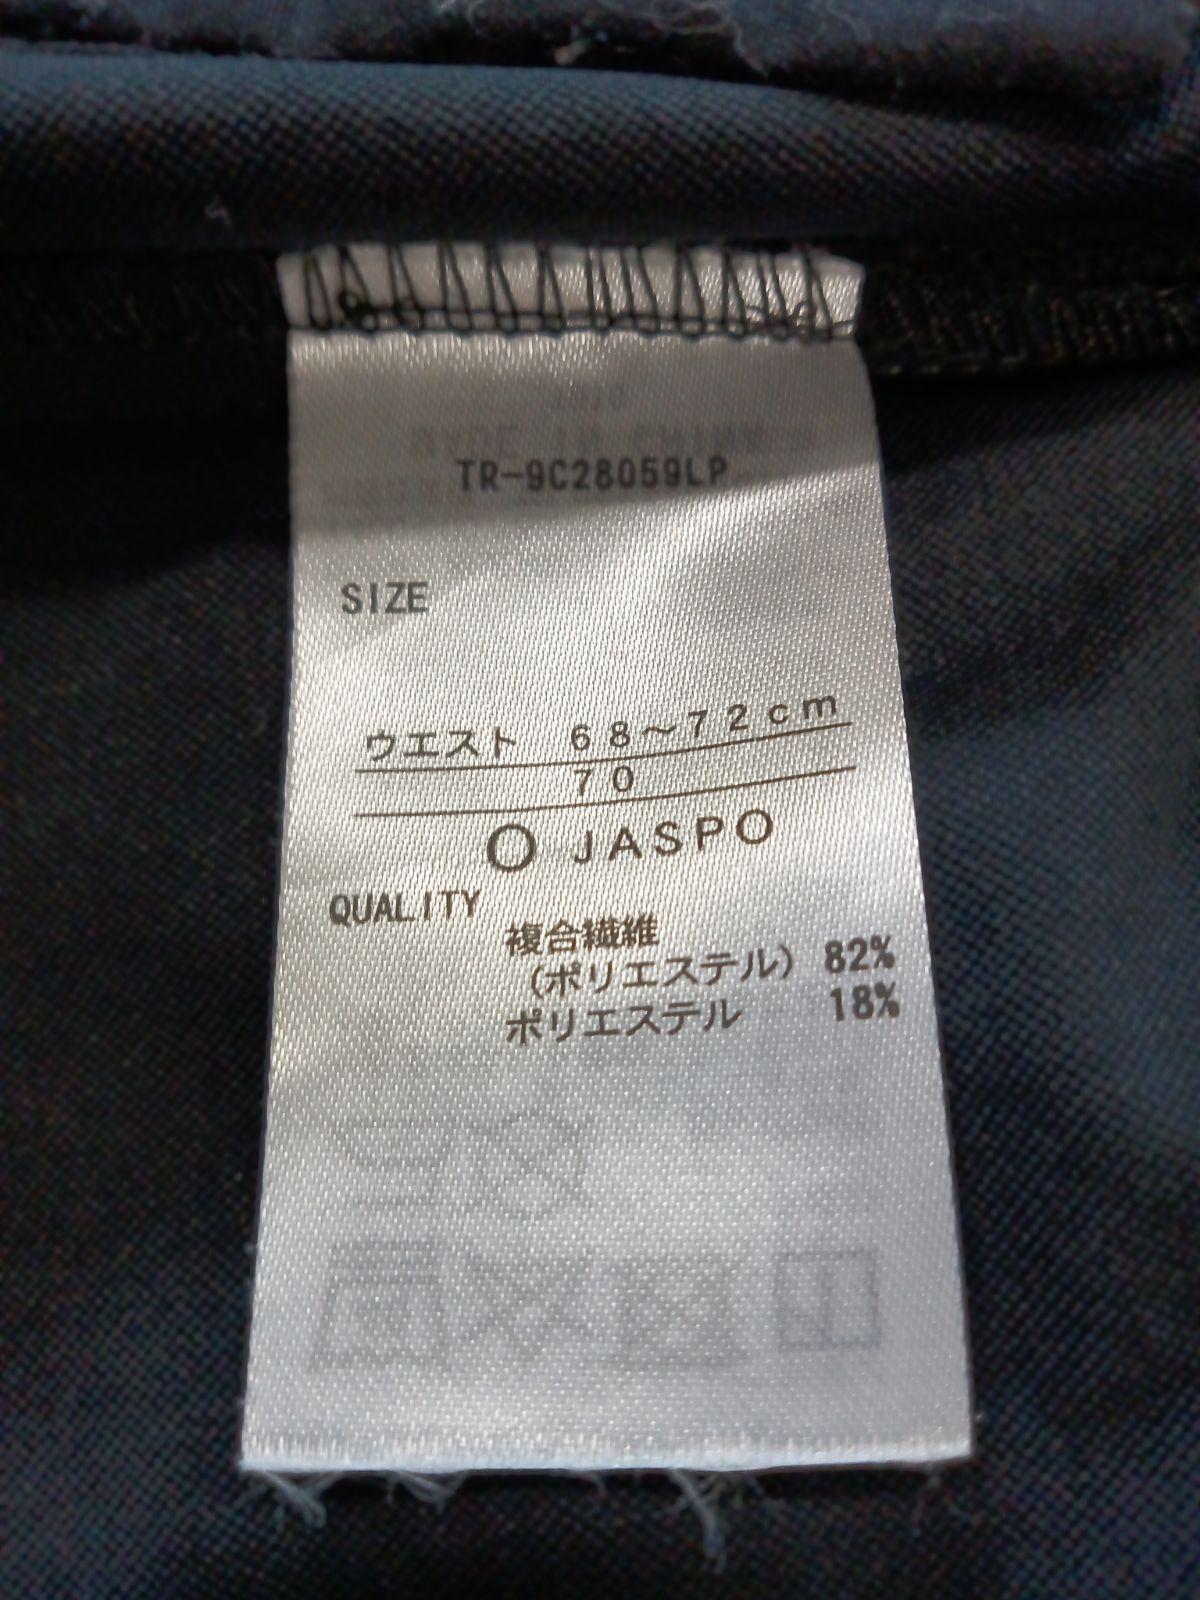 TR-9C28059LP
SIZE
ウエスト 68～72cm
70
O JASPO
QUALITY
複合繊維
(ポリエステル) 82%
ポリエステル 18%